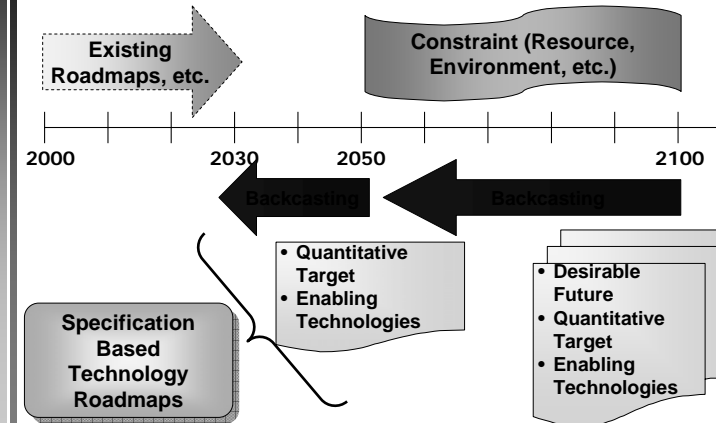 Existing
Roadmaps, etc.
Constraint (Resource,
Environment, etc.)
2000
2030
2050
2100
Backcasting
Backcasting
• Quantitative
Target
• Enabling
Technologies
• Desirable
Future
• Quantitative
Target
• Enabling
Technologies
Specification
Based
Technology
Roadmaps